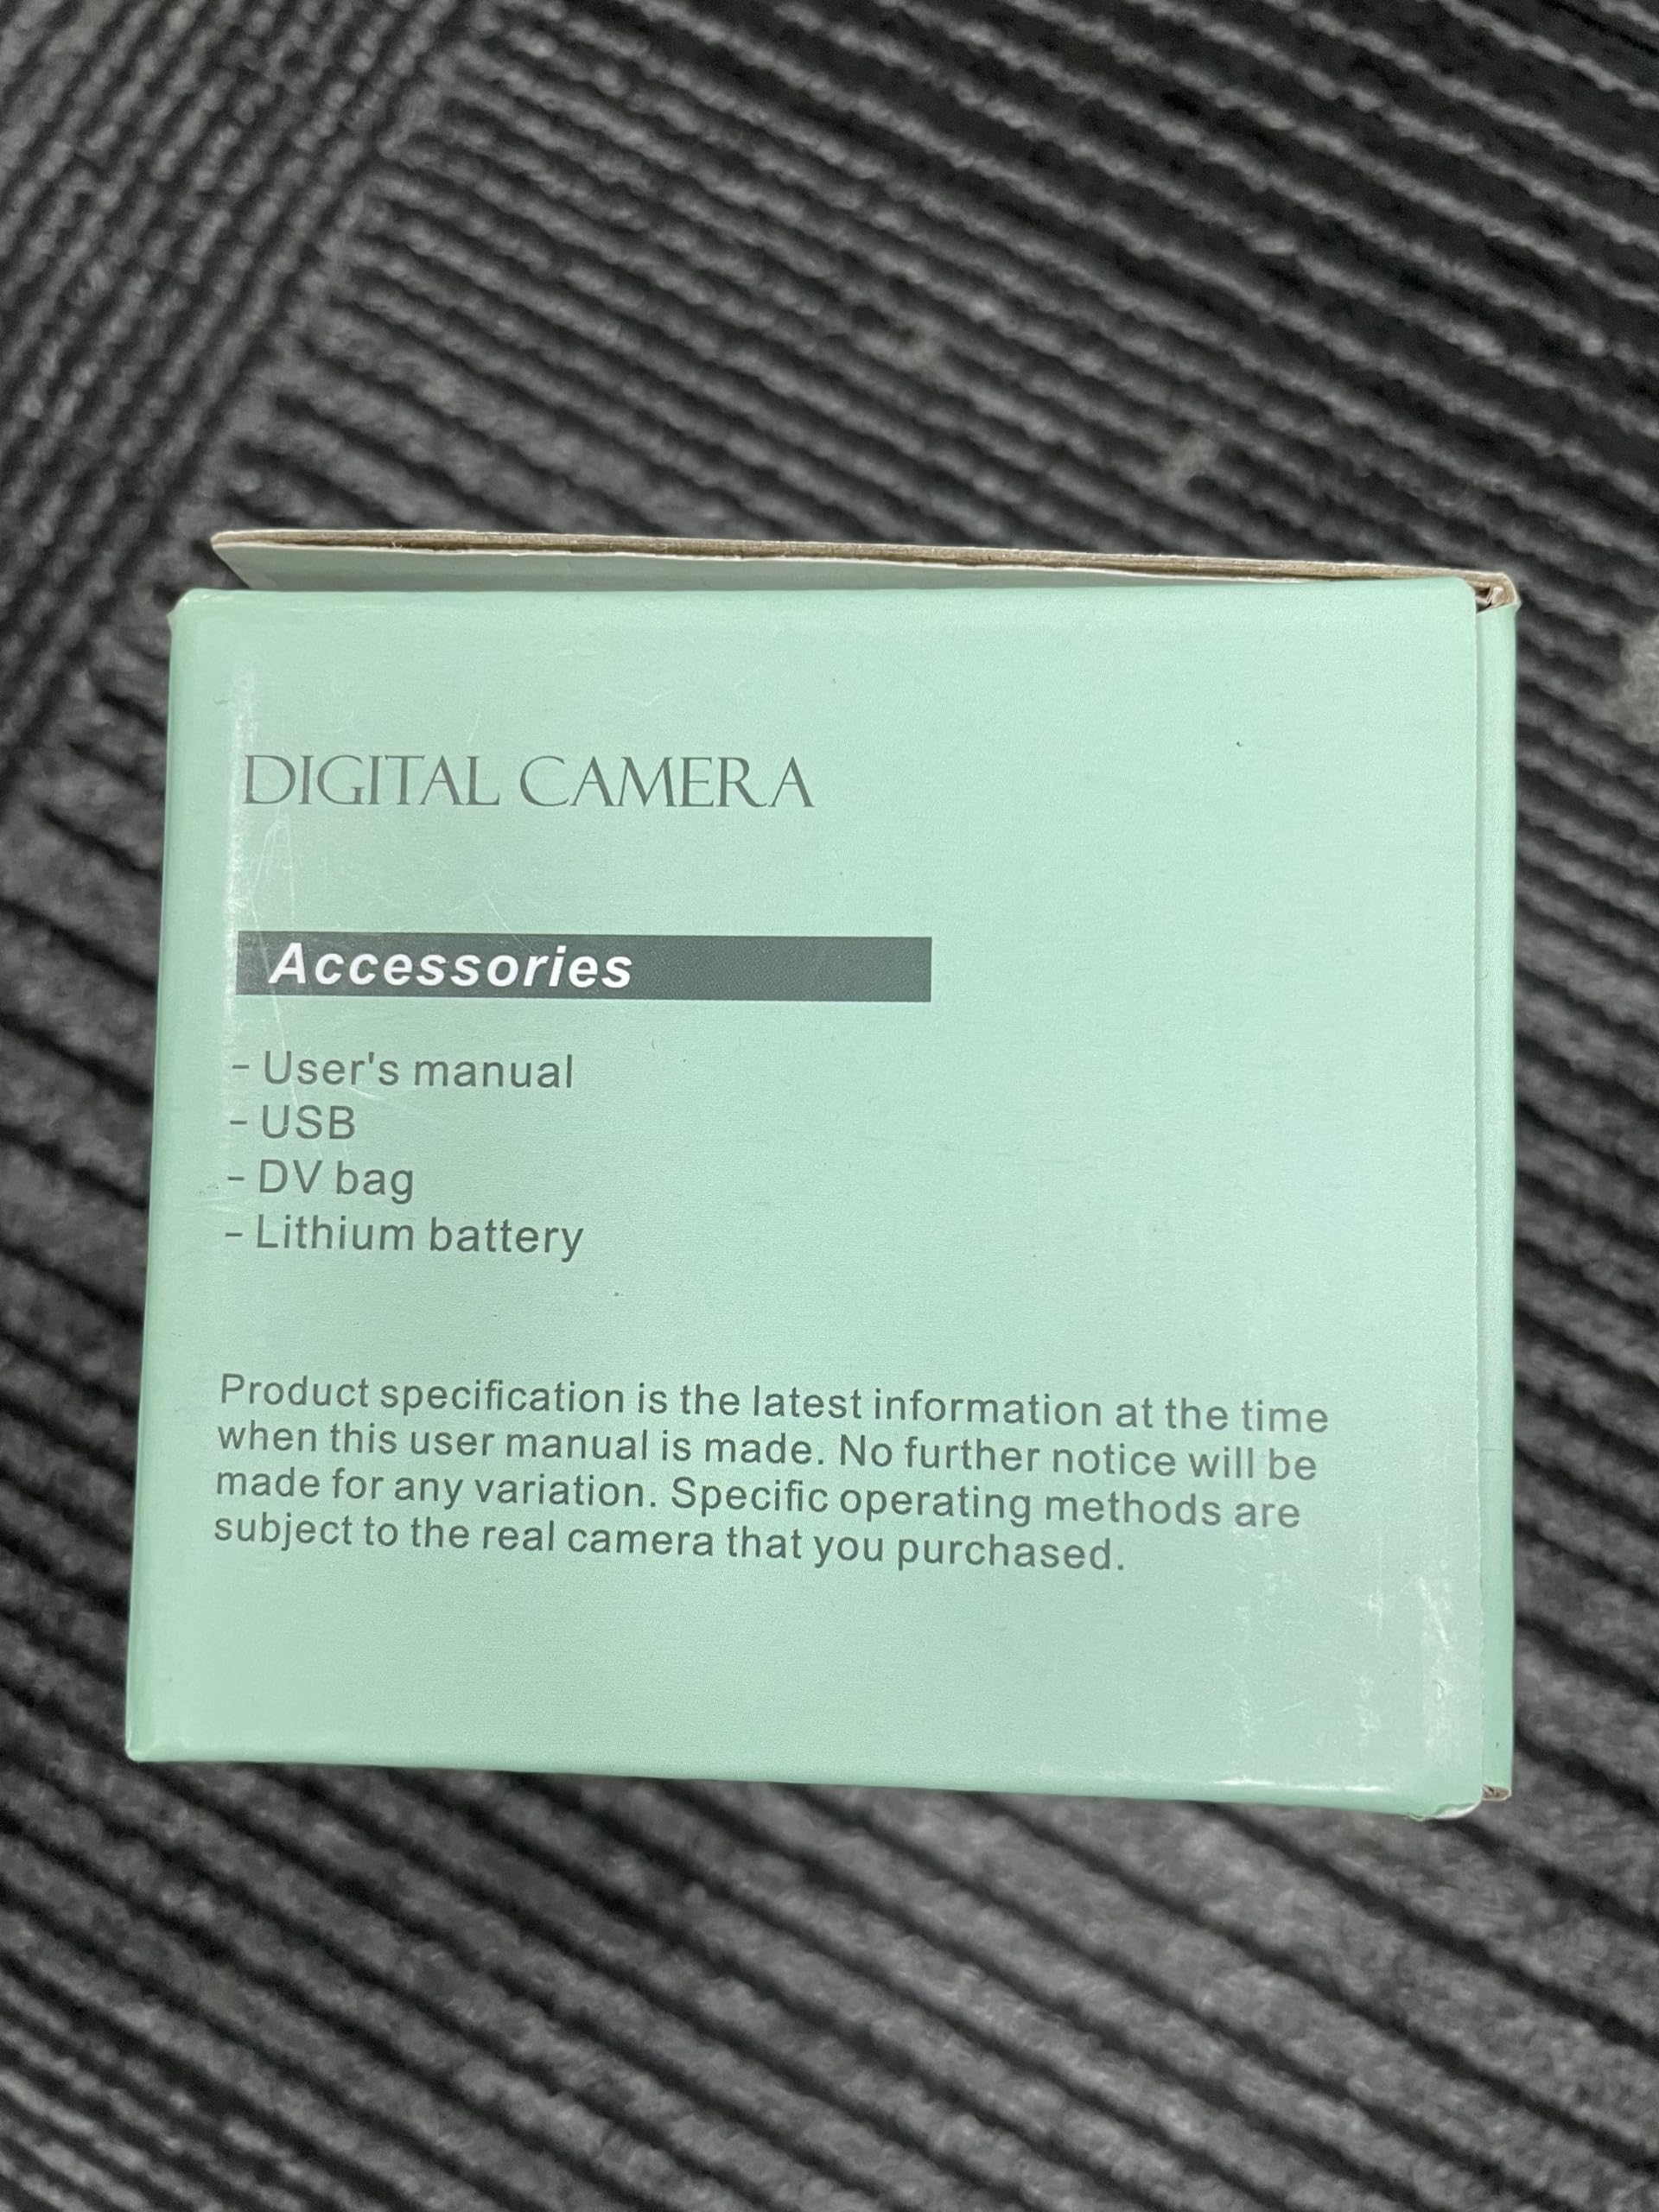 DIGITAL CAMERA
Accessories
- User's manual
- USB
- DV bag
- Lithium battery
Product specification is the latest information at the time
when this user manual is made. No further notice will be
made for any variation. Specific operating methods are
subject to the real camera that you purchased.